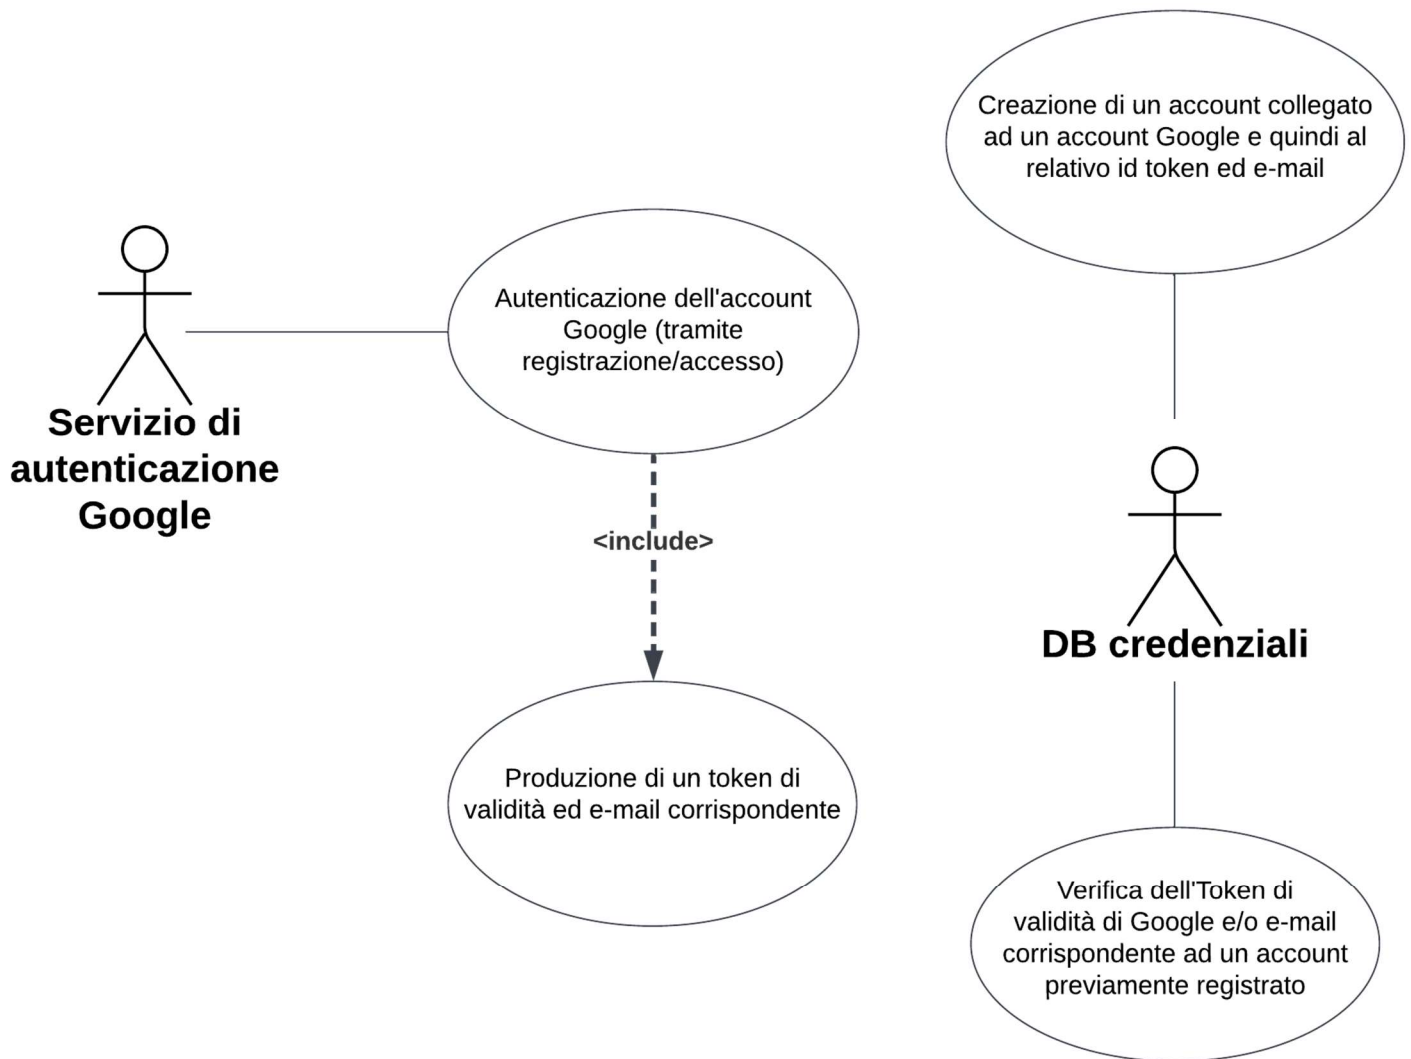 Creazione di un account collegato
ad un account Google e quindi al
relativo id token ed e-mail
Autenticazione dell'account
Google (tramite
registrazione/accesso)
Servizio di
autenticazione
Google
<include>
DB credenziali
Produzione di un token di
validità ed e-mail corrispondente
Verifica dell'Token di
validità di Google e/o e-mail
corrispondente ad un account
previamente registrato